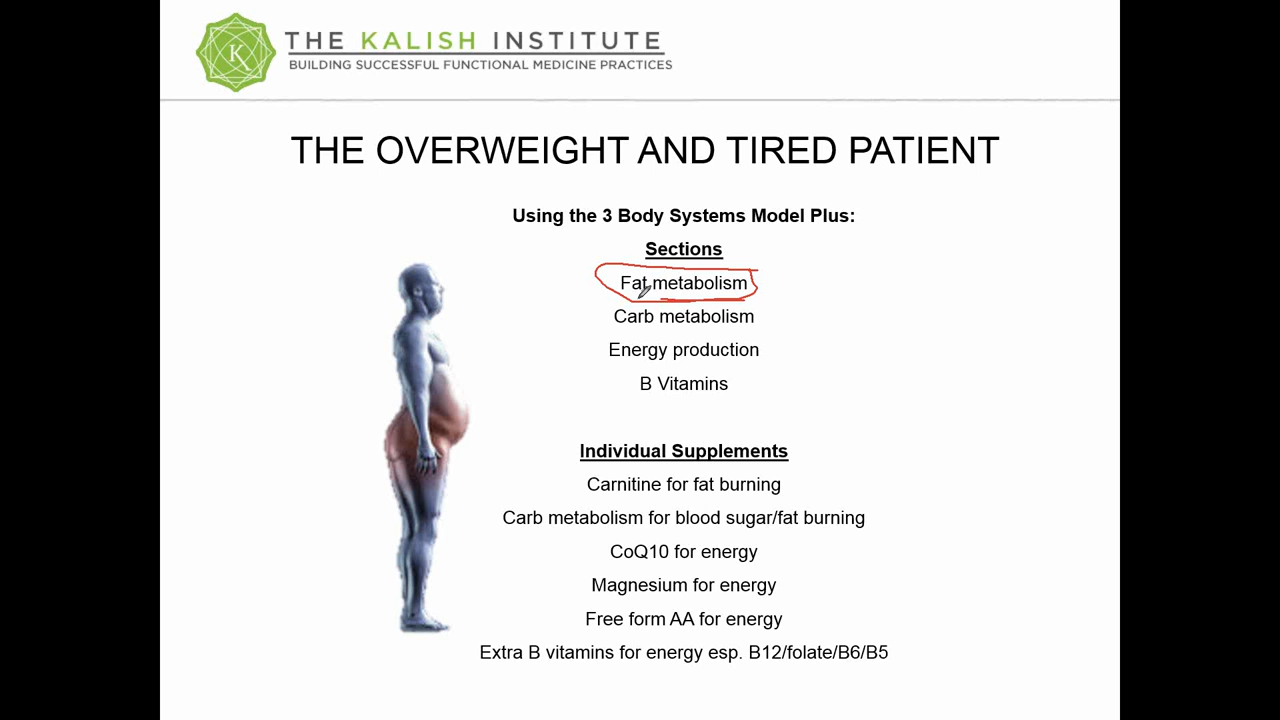 THE KALISH INSTITUTE
BUILDING SUCCESSFUL FUNCTIONAL MEDICINE PRACTICES
K
THE OVERWEIGHT AND TIRED PATIENT
Using the 3 Body Systems Model Plus:
Sections
Fat metabolism
Carb metabolism
Energy production
B Vitamins
Individual Supplements
Carnitine for fat burning
Carb metabolism for blood sugar/fat burning
CoQ10 for energy
Magnesium for energy
Free form AA for energy
Extra B vitamins for energy esp. B12/folate/B6/B5